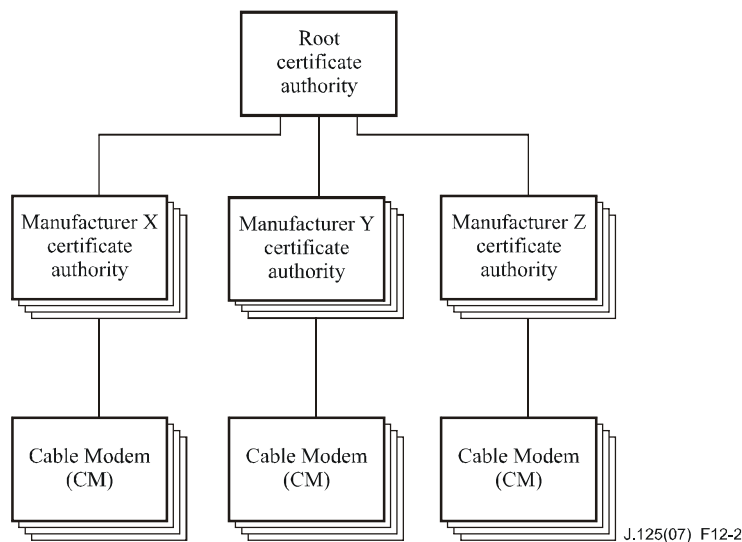 Root
certificate
authority
Manufacturer X
certificate
authority
Manufacturer Y
certificate
authority
Manufacturer Z
certificate
authority
Cable Modem
(CM)
Cable Modem
(CM)
Cable Modem
(CM)
J.125(07)_F12-2